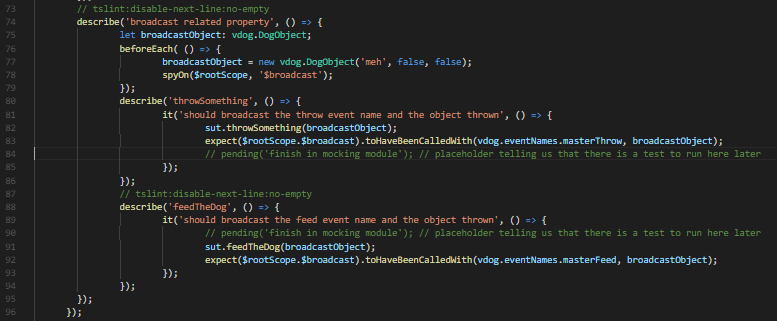 73 // tslint:disable-next-line:no-empty
74 describe('broadcast related property', () => {
75 let broadcastObject: vdog.DogObject;
76 beforeEach( () => {
77 broadcastObject = new vdog.DogObject('meh', false, false);
78 spyOn($rootScope, '$broadcast');
79 });
80 describe('throwSomething', () => {
81 it('should broadcast the throw event name and the object thrown', () => {
82 sut.throwSomething(broadcastObject);
83 expect($rootScope.$broadcast).toHaveBeenCalledWith(vdog.eventNames.masterThrow, broadcastObject);
84 // pending('finish in mocking module'); // placeholder telling us that there is a test to run here later
85 });
86 });
87 // tslint:disable-next-line:no-empty
88 describe('feedTheDog', () => {
89 it('should broadcast the feed event name and the object thrown', () => {
90 // pending('finish in mocking module'); // placeholder telling us that there is a test to run here later
91 sut.feedTheDog(broadcastObject);
92 expect($rootScope.$broadcast).toHaveBeenCalledWith(vdog.eventNames.masterFeed, broadcastObject);
93 });
94 });
95 });
96 });